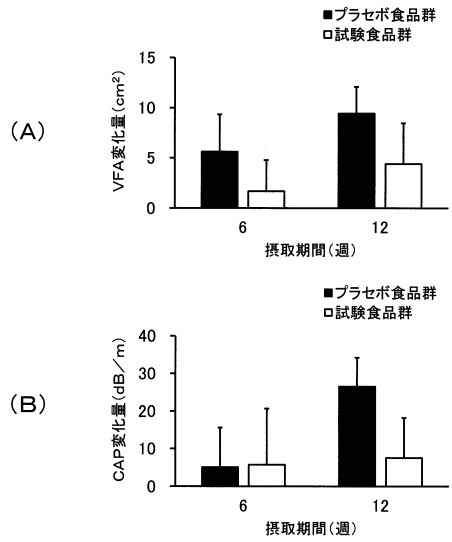 ■プラセボ食品群
□試験食品群
(A)
VFA変化量(cm²)
15
10
5
0
6
12
摂取期間(週)
■プラセボ食品群
□試験食品群
(B)
CAP変化量(dB/m)
40
30
20
10
0
6
12
摂取期間(週)